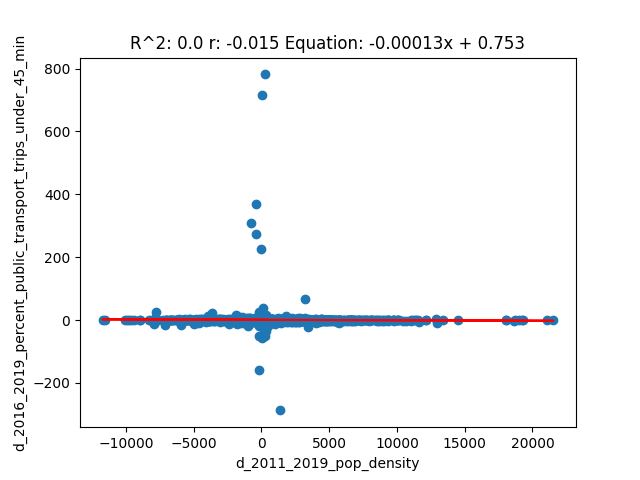 R^2: 0.0 r: -0.015 Equation: -0.00013x + 0.753
d_2016_2019_percent_public_transport_trips_under_45_min
800
600
400
200
0
−200
−10000 −5000 0 5000 10000 15000 20000
d_2011_2019_pop_density